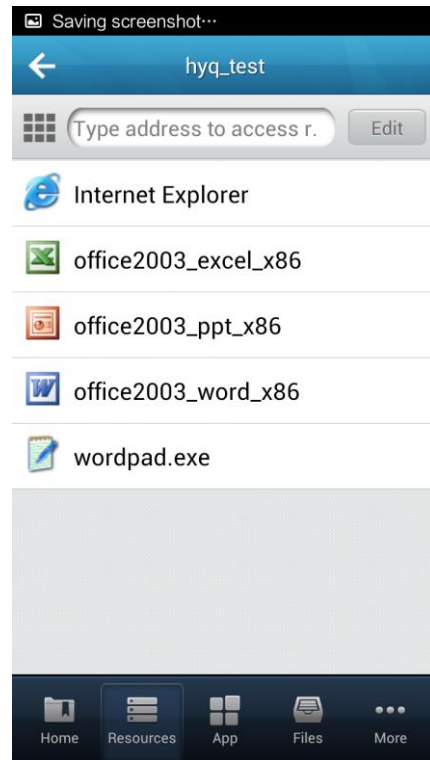 Saving screenshot...
hyq_test
Type address to access r.
Edit
Internet Explorer
office2003_excel_x86
office2003_ppt_x86
office2003_word_x86
wordpad.exe
Home Resources App Files More